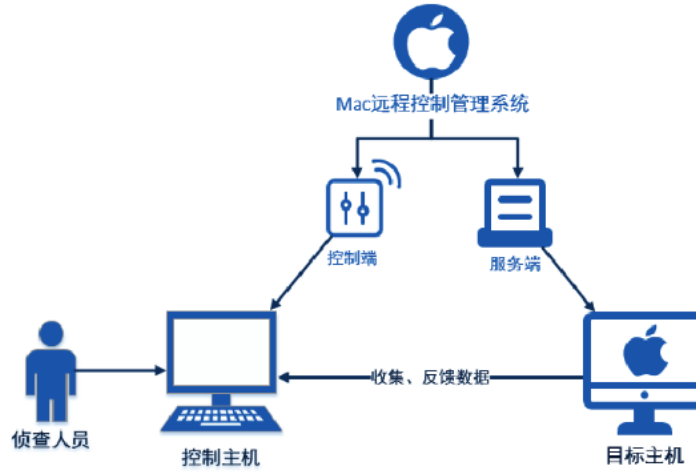 Mac远程控制管理系统
控制端
服务端
收集、反馈数据
侦查人员
控制主机
目标主机